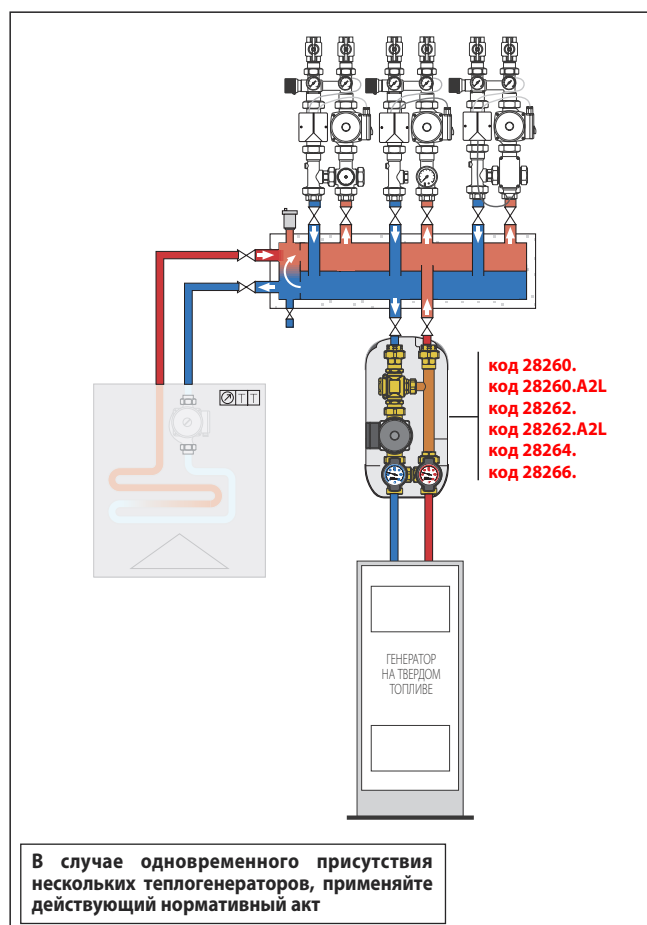 код 28260.
код 28260.A2L
код 28262.
код 28262.A2L
код 28264.
код 28266.
T T
ГЕНЕРАТОР
НА ТВЕРДОМ
ТОПЛИВЕ
В случае одновременного присутствия
нескольких теплогенераторов, применяйте
действующий нормативный акт